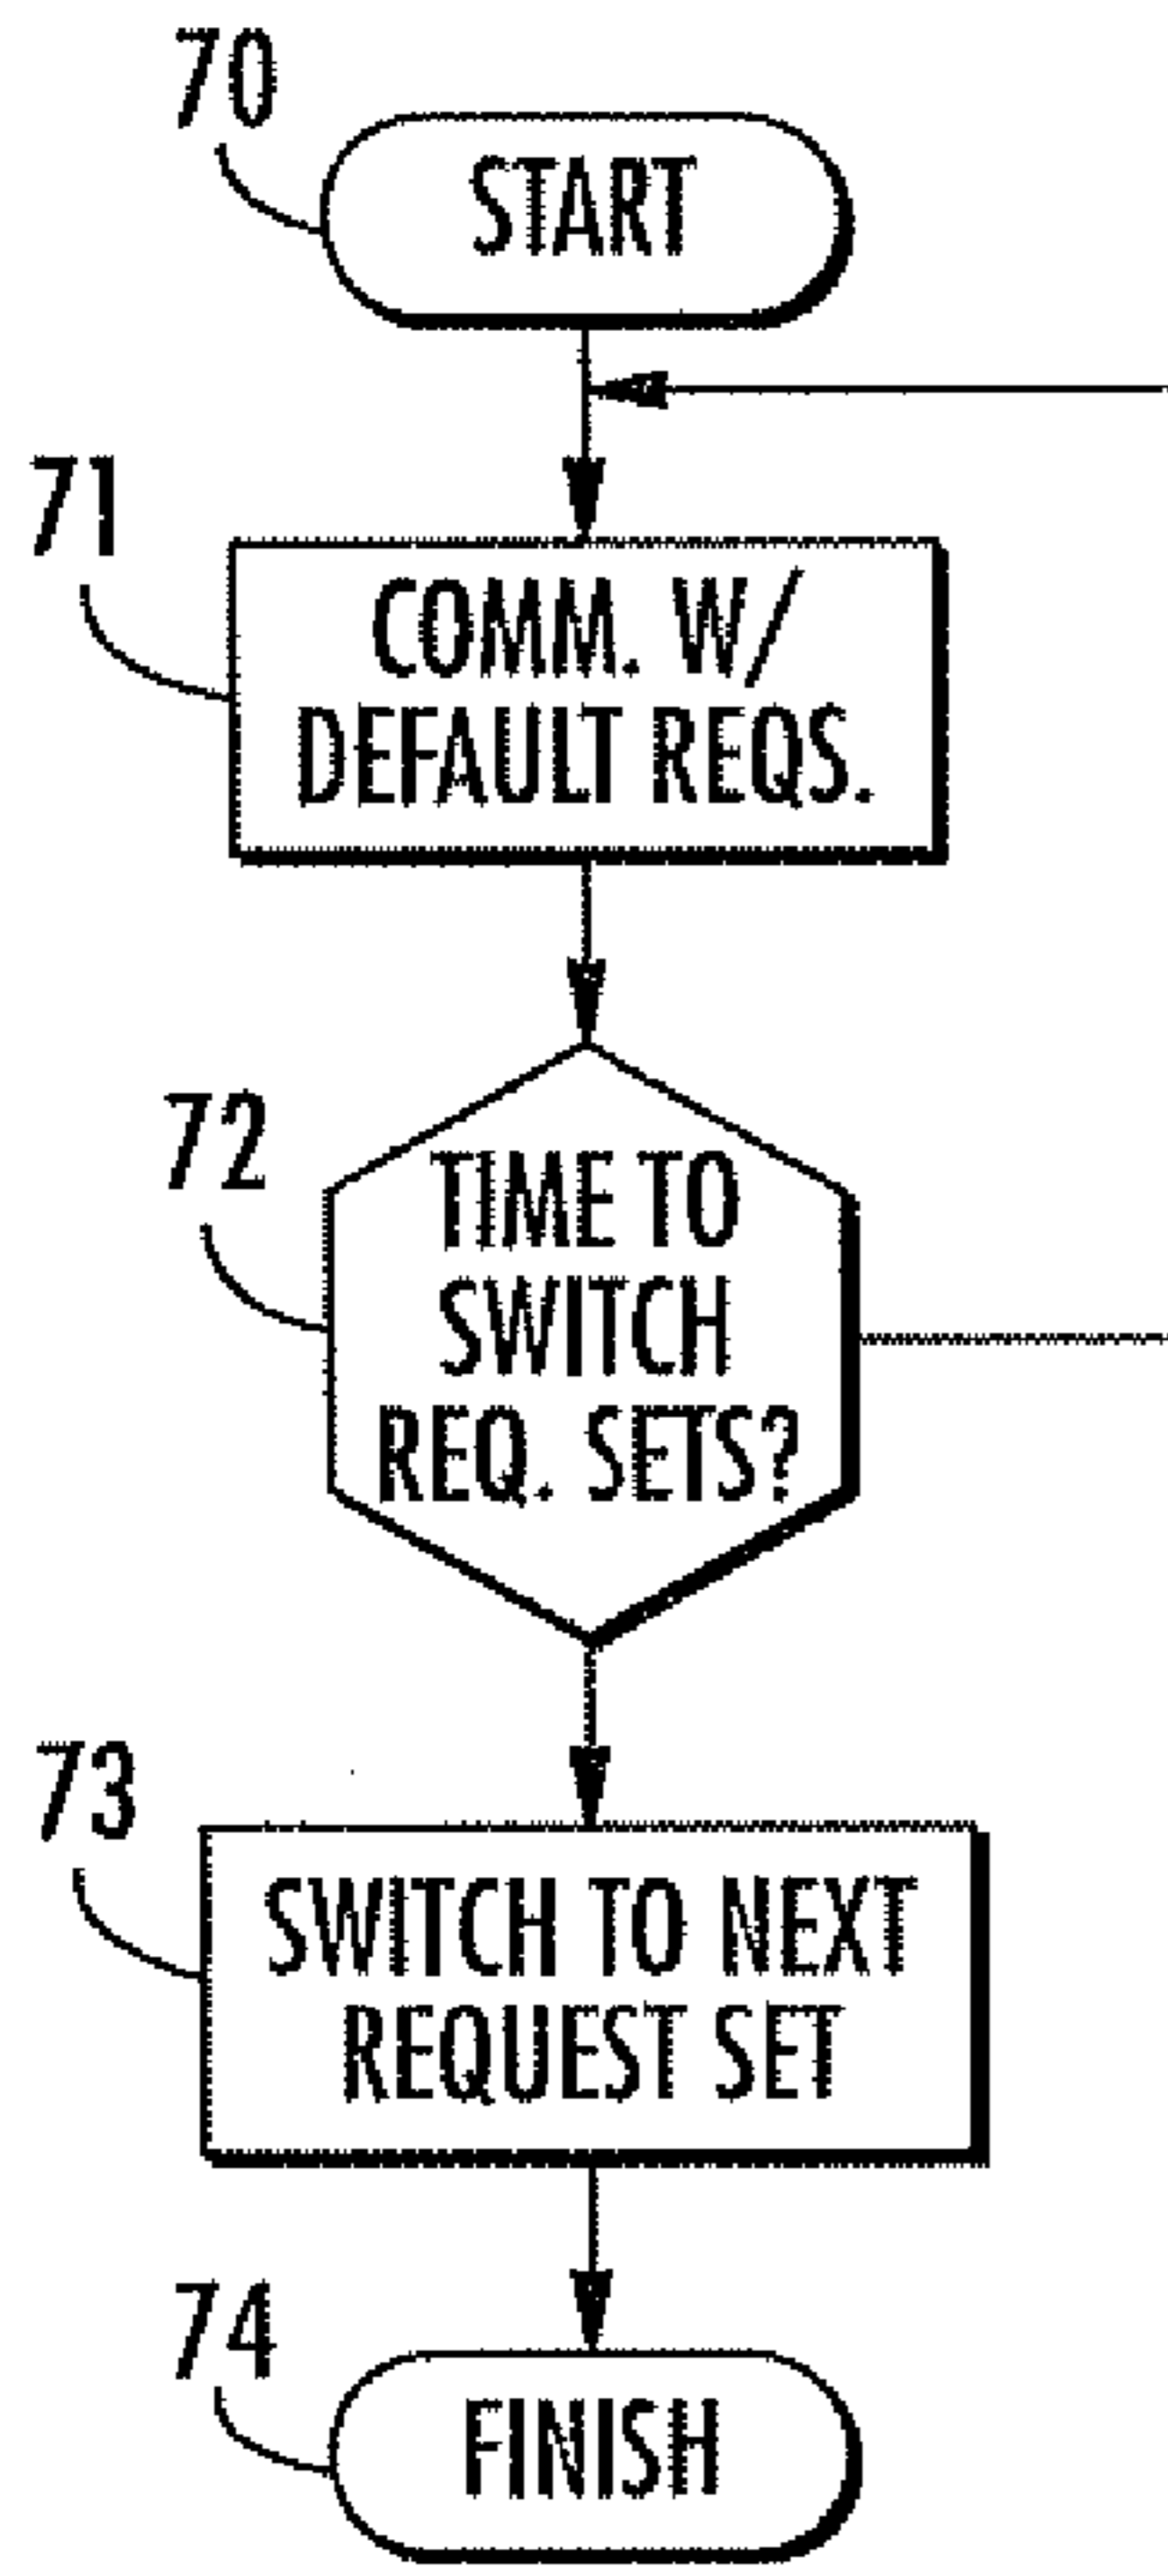 70
START
71
COMM. W/
DEFAULT REQS.
72
TIME TO
SWITCH
REQ. SETS?
73
SWITCH TO NEXT
REQUEST SET
74
FINISH